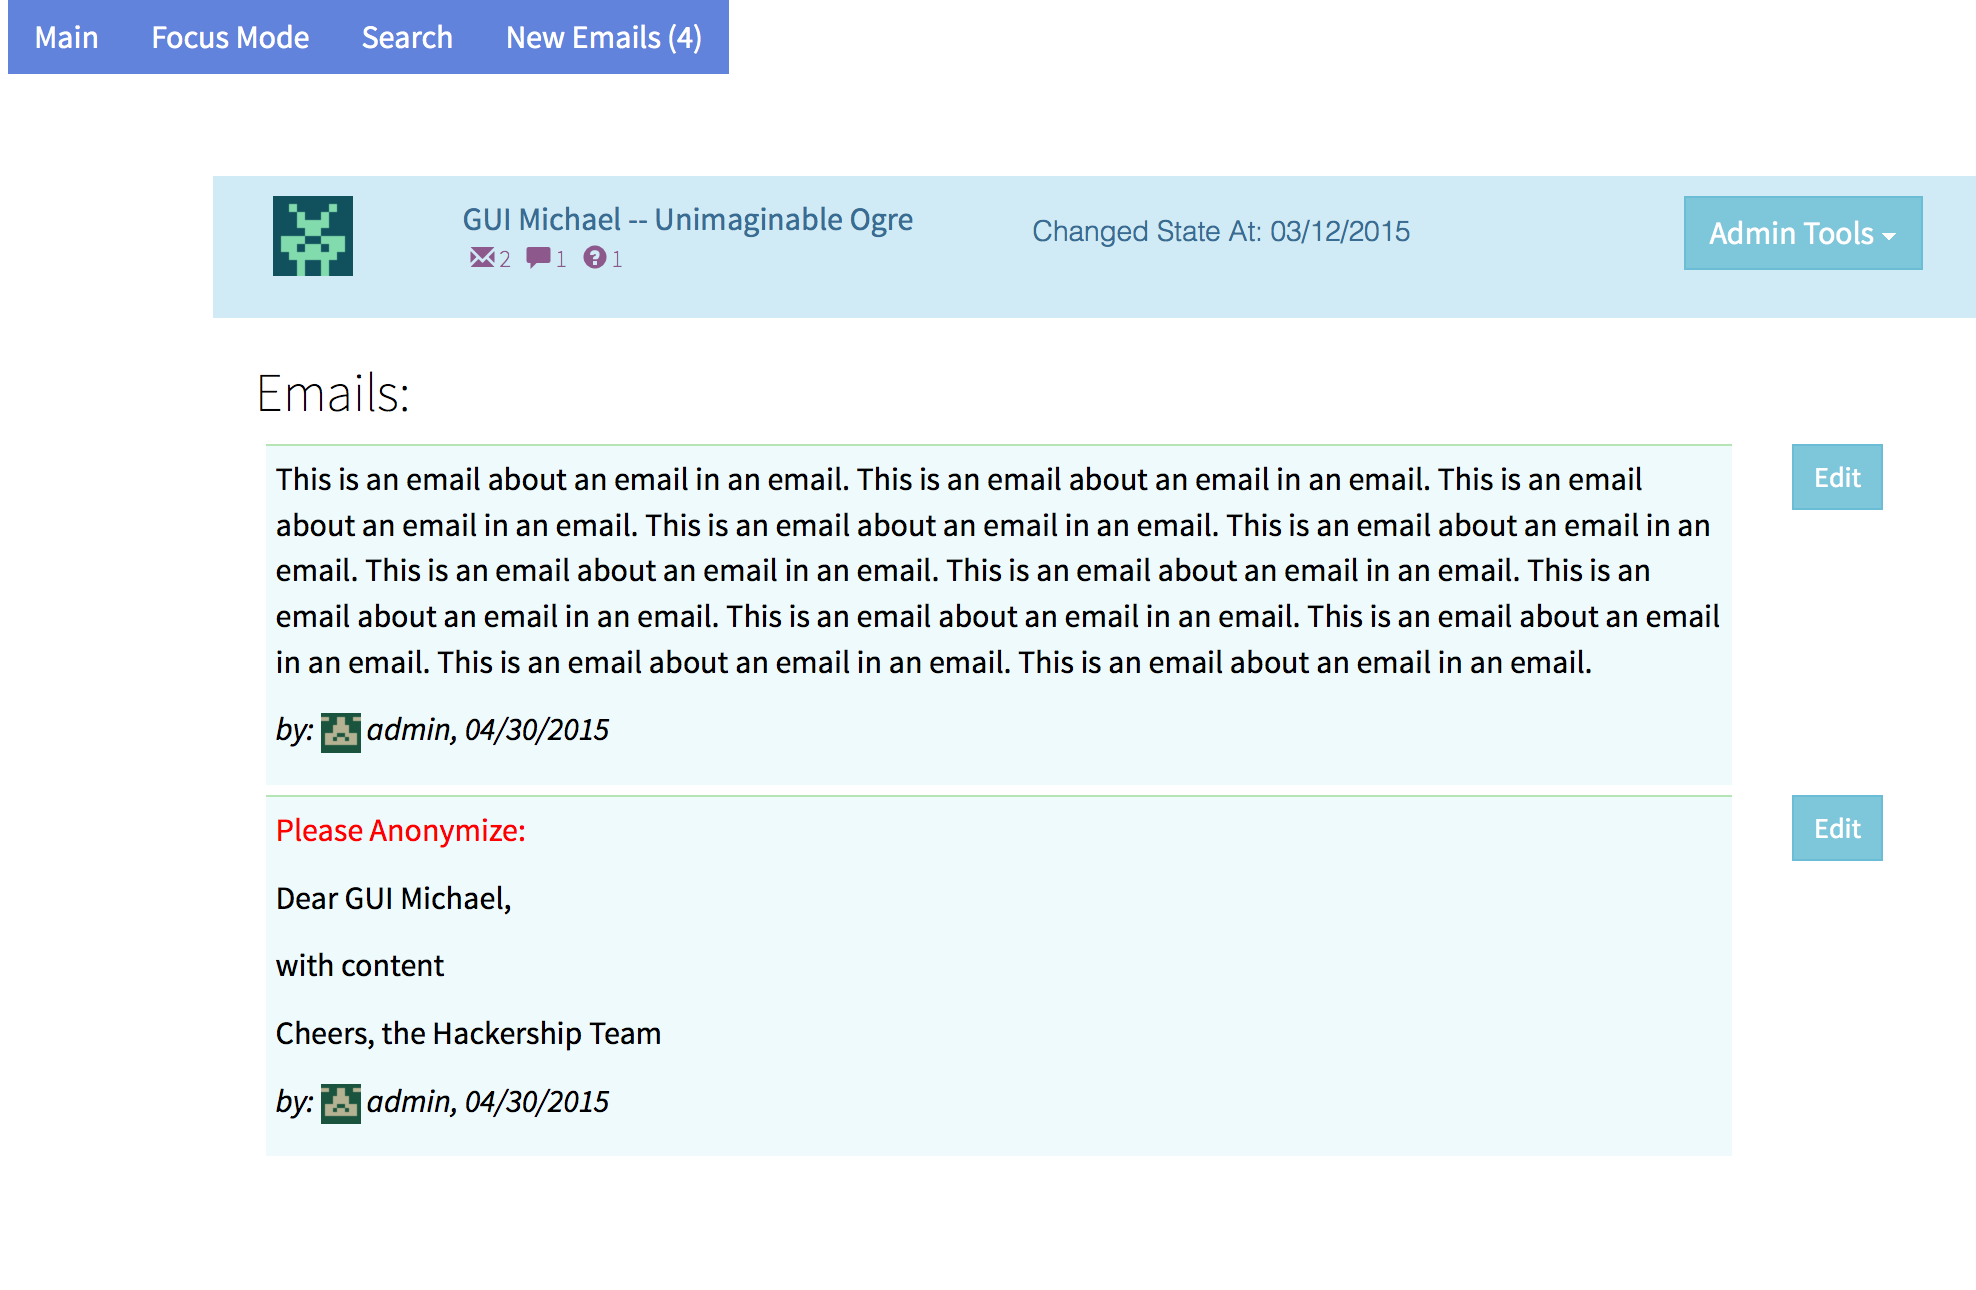 Main Focus Mode Search New Emails (4)
GUI Michael -- Unimaginable Ogre
2 1 1
Changed State At: 03/12/2015
Admin Tools
Emails:
This is an email about an email in an email. This is an email about an email in an email. This is an email
about an email in an email. This is an email about an email in an email. This is an email about an email in an
email. This is an email about an email in an email. This is an email about an email in an email. This is an
email about an email in an email. This is an email about an email in an email. This is an email about an email
in an email. This is an email about an email in an email. This is an email about an email in an email.
by: admin, 04/30/2015
Edit
Please Anonymize:
Dear GUI Michael,
with content
Cheers, the Hackership Team
by: admin, 04/30/2015
Edit